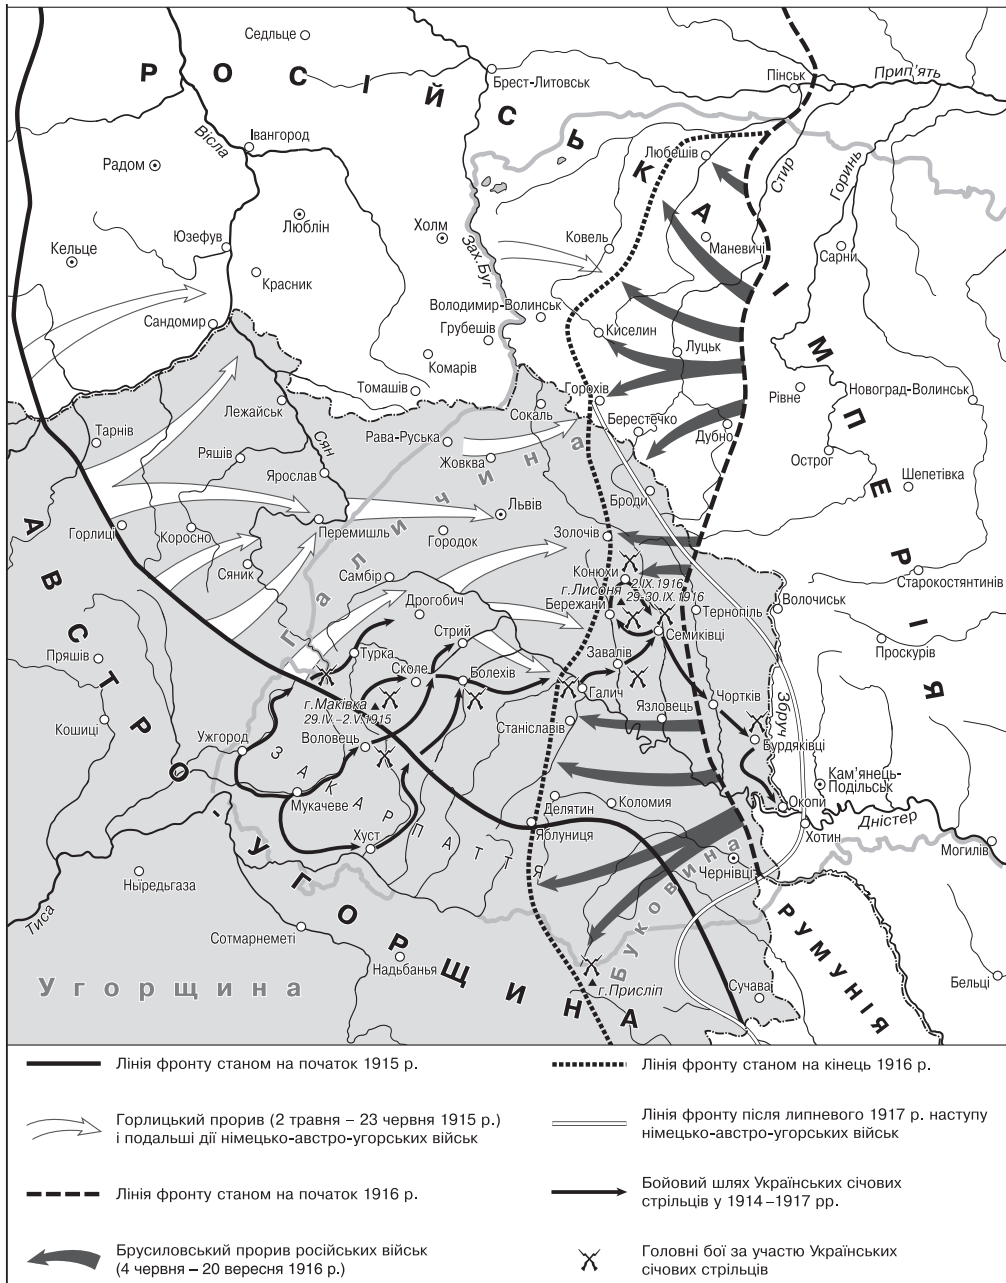 Седльце
РОСІЙСЬКА ІМПЕРІЯ
Брест-Литовськ
Пінськ
Прип'ять
Вісла
Івангород
Радом
Любешів
Стир
Горинь
Люблін
Холм
Юзефув
Кельце
Зах.Буг
Ковель
Маневичі
Сарни
Красник
Володимир-Волинськ
Сандомир
Грубешів
Киселин
Луцьк
Комарів
Томашів
Горохів
Рівне
Новоград-Волинськ
Лежайськ
Сокаль
Берестечко
Тарнів
Рава-Руська
Дубно
Сян
Ряшів
Жовква
Острог
Ярослав
Шепетівка
Галичина
Броди
Львів
Горлиці
Коросно
Перемишль
Городок
Золочів
АВСТРО-УГОРЩИНА
Сяник
Самбір
Конюхи
2.IX.1916
г.Лисоня
29-30.IX.1916
Старокостянтинів
Дрогобич
Бережани
Тернопіль
Волочиськ
Стрий
Семиківці
Пряшів
Турка
Завалів
Проскурів
Сколе
Болехів
Галич
Чортків
Збруч
г.Маківка
29.IV.–2.V.1915
Язловець
Кошиці
Станіславів
Ужгород
Воловець
Бурдяківці
ЗАКАРПАТТЯ
Кам'янець-
Подільськ
Мукачеве
Делятин
Коломия
Окопи
Яблуниця
Дністер
Хуст
Хотин
Могилів
Ныредьгаза
Чернівці
Буковина
РУМУНІЯ
Тиса
Сотмарнеметі
Надьбанья
Угорщина
г.Присліп
Сучава
Бельці
Лінія фронту станом на початок 1915 р.
Горлицький прорив (2 травня – 23 червня 1915 р.)
і подальші дії німецько-австро-угорських військ
Лінія фронту станом на початок 1916 р.
Брусиловський прорив російських військ
(4 червня – 20 вересня 1916 р.)
Лінія фронту станом на кінець 1916 р.
Лінія фронту після липневого 1917 р. наступу
німецько-австро-угорських військ
Бойовий шлях Українських січових
стрільців у 1914–1917 рр.
Головні бої за участю Українських
січових стрільців